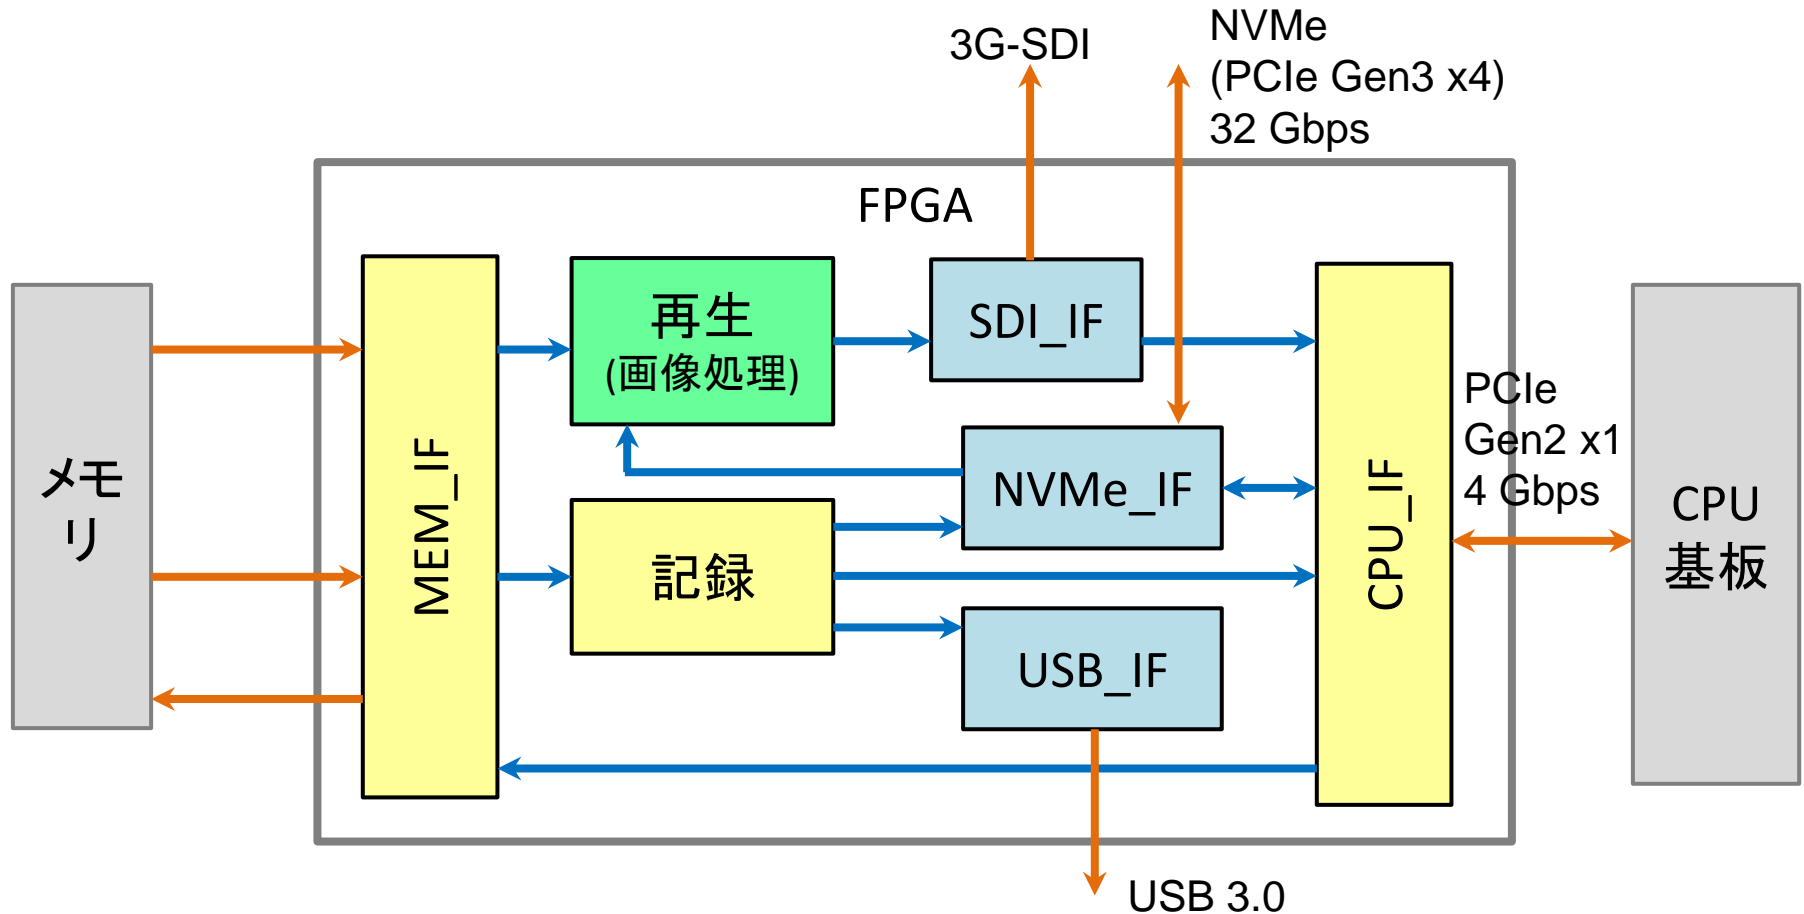 3G-SDI
NVMe
(PCIe Gen3 x4)
32 Gbps
FPGA
メモ
リ
MEM_IF
再生
(画像処理)
SDI_IF
NVMe_IF
記録
USB_IF
CPU_IF
PCIe
Gen2 x1
4 Gbps
CPU
基板
USB 3.0